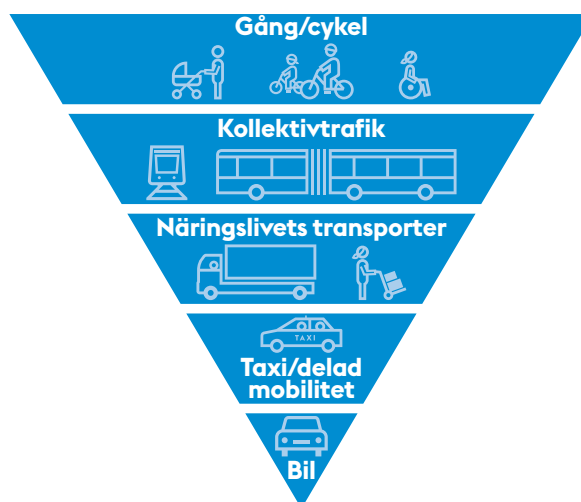 Gång/cykel
Kollektivtrafik
Näringslivets transporter
TAXI
Taxi/delad
mobilitet
Bil